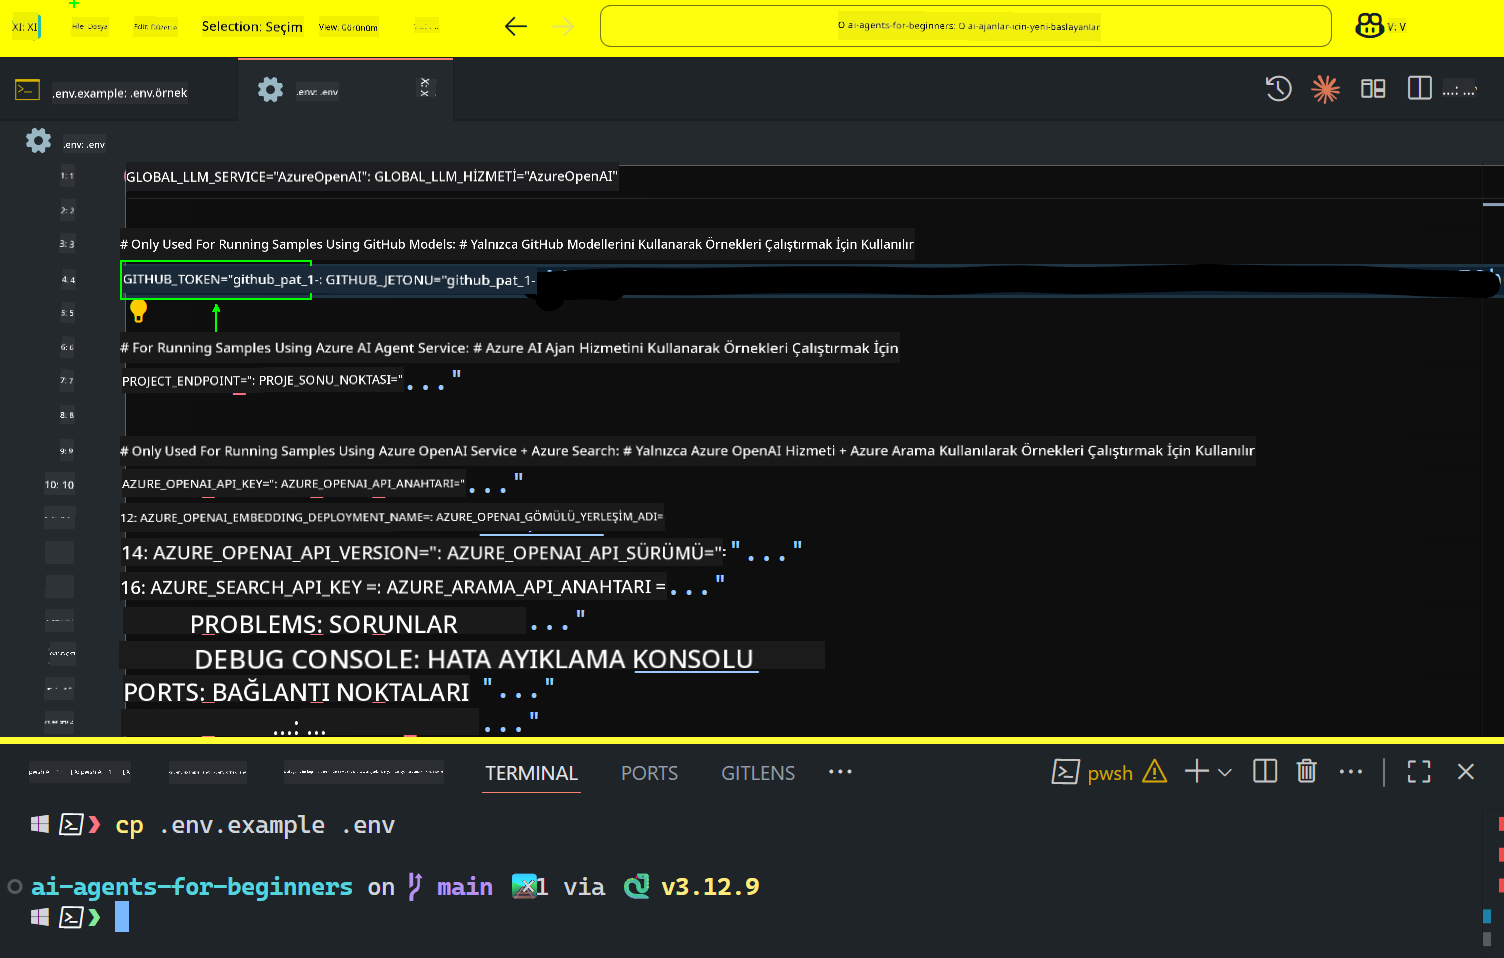 XI: XI
File: Dosya
Edit: Düzenle
Selection: Seçim
View: Görünüm
O ai-agents-for-beginners: O ai-ajanlar-icin-yeni-baslayanlar
V: V
.env.example: .env.örnek
.env: .env
X: X
...: ...
.env: .env
1: 1
GLOBAL_LLM_SERVICE="AzureOpenAI": GLOBAL_LLM_HİZMETİ="AzureOpenAI"
2: 2
3: 3
# Only Used For Running Samples Using GitHub Models: # Yalnızca GitHub Modellerini Kullanarak Örnekleri Çalıştırmak İçin Kullanılır
4: 4
GITHUB_TOKEN="github_pat_1-: GITHUB_JETONU="github_pat_1-
5: 5
6: 6
# For Running Samples Using Azure AI Agent Service: # Azure AI Ajan Hizmetini Kullanarak Örnekleri Çalıştırmak İçin
7: 7
PROJECT_ENDPOINT=": PROJE_SONU_NOKTASI="..."
8: 8
9: 9
# Only Used For Running Samples Using Azure OpenAI Service + Azure Search: # Yalnızca Azure OpenAI Hizmeti + Azure Arama Kullanılarak Örnekleri Çalıştırmak İçin Kullanılır
10: 10
AZURE_OPENAI_API_KEY=": AZURE_OPENAI_API_ANAHTARI="..."
12: AZURE_OPENAI_EMBEDDING_DEPLOYMENT_NAME=: AZURE_OPENAI_GÖMÜLÜ_YERLEŞİM_ADI=
14: AZURE_OPENAI_API_VERSION=": AZURE_OPENAI_API_SÜRÜMÜ=": "..."
16: AZURE_SEARCH_API_KEY =: AZURE_ARAMA_API_ANAHTARI =..."
PROBLEMS: SORUNLAR ..."
DEBUG CONSOLE: HATA AYIKLAMA KONSOLU
PORTS: BAĞLANTI NOKTALARI "..."
...: ... ..."
TERMINAL
PORTS
GITLENS
...
pwsh
cp .env.example .env
ai-agents-for-beginners on main 1 via v3.12.9